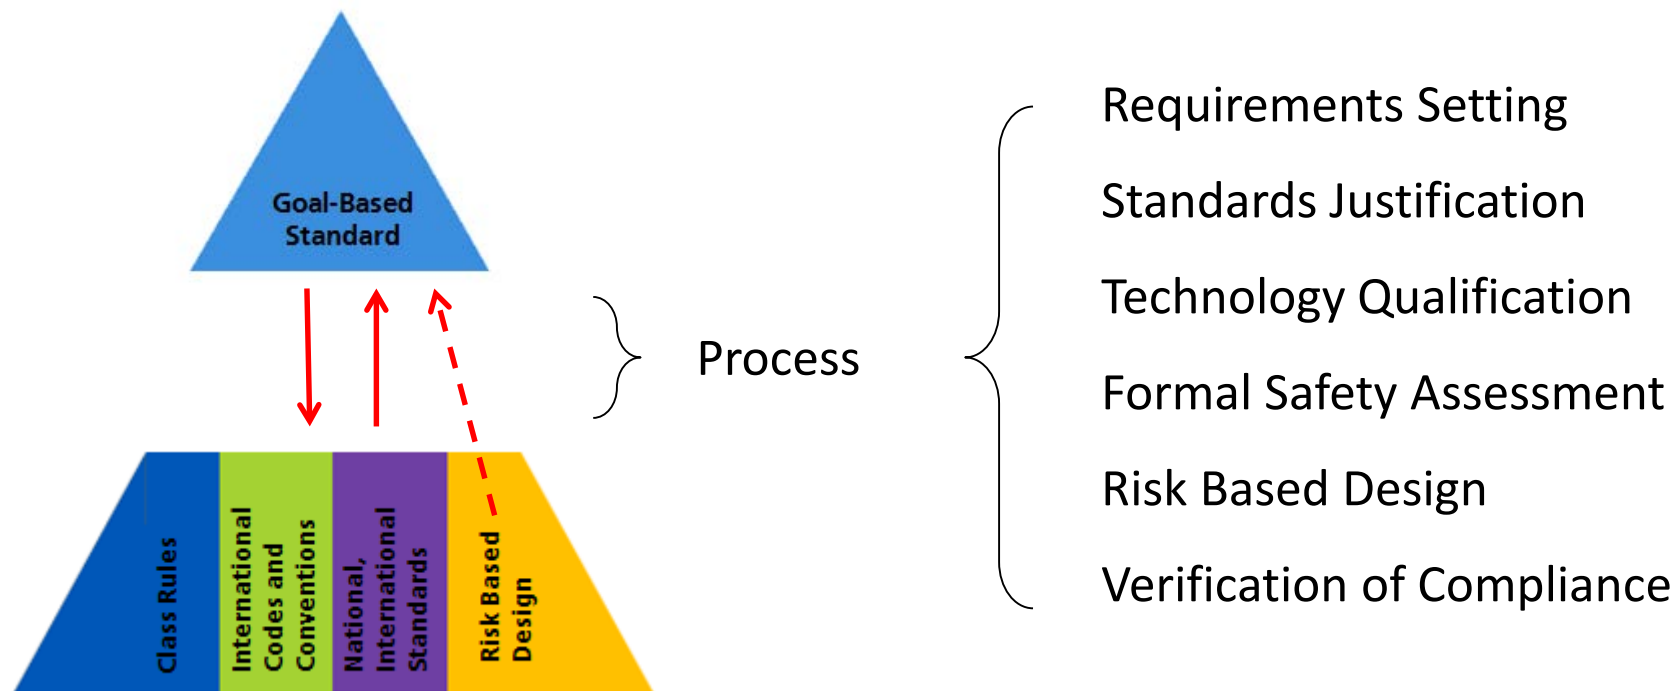 Goal-Based
Standard
Class Rules
International
Codes and
Conventions
National,
International
Standards
Risk Based
Design
Process
Requirements Setting
Standards Justification
Technology Qualification
Formal Safety Assessment
Risk Based Design
Verification of Compliance